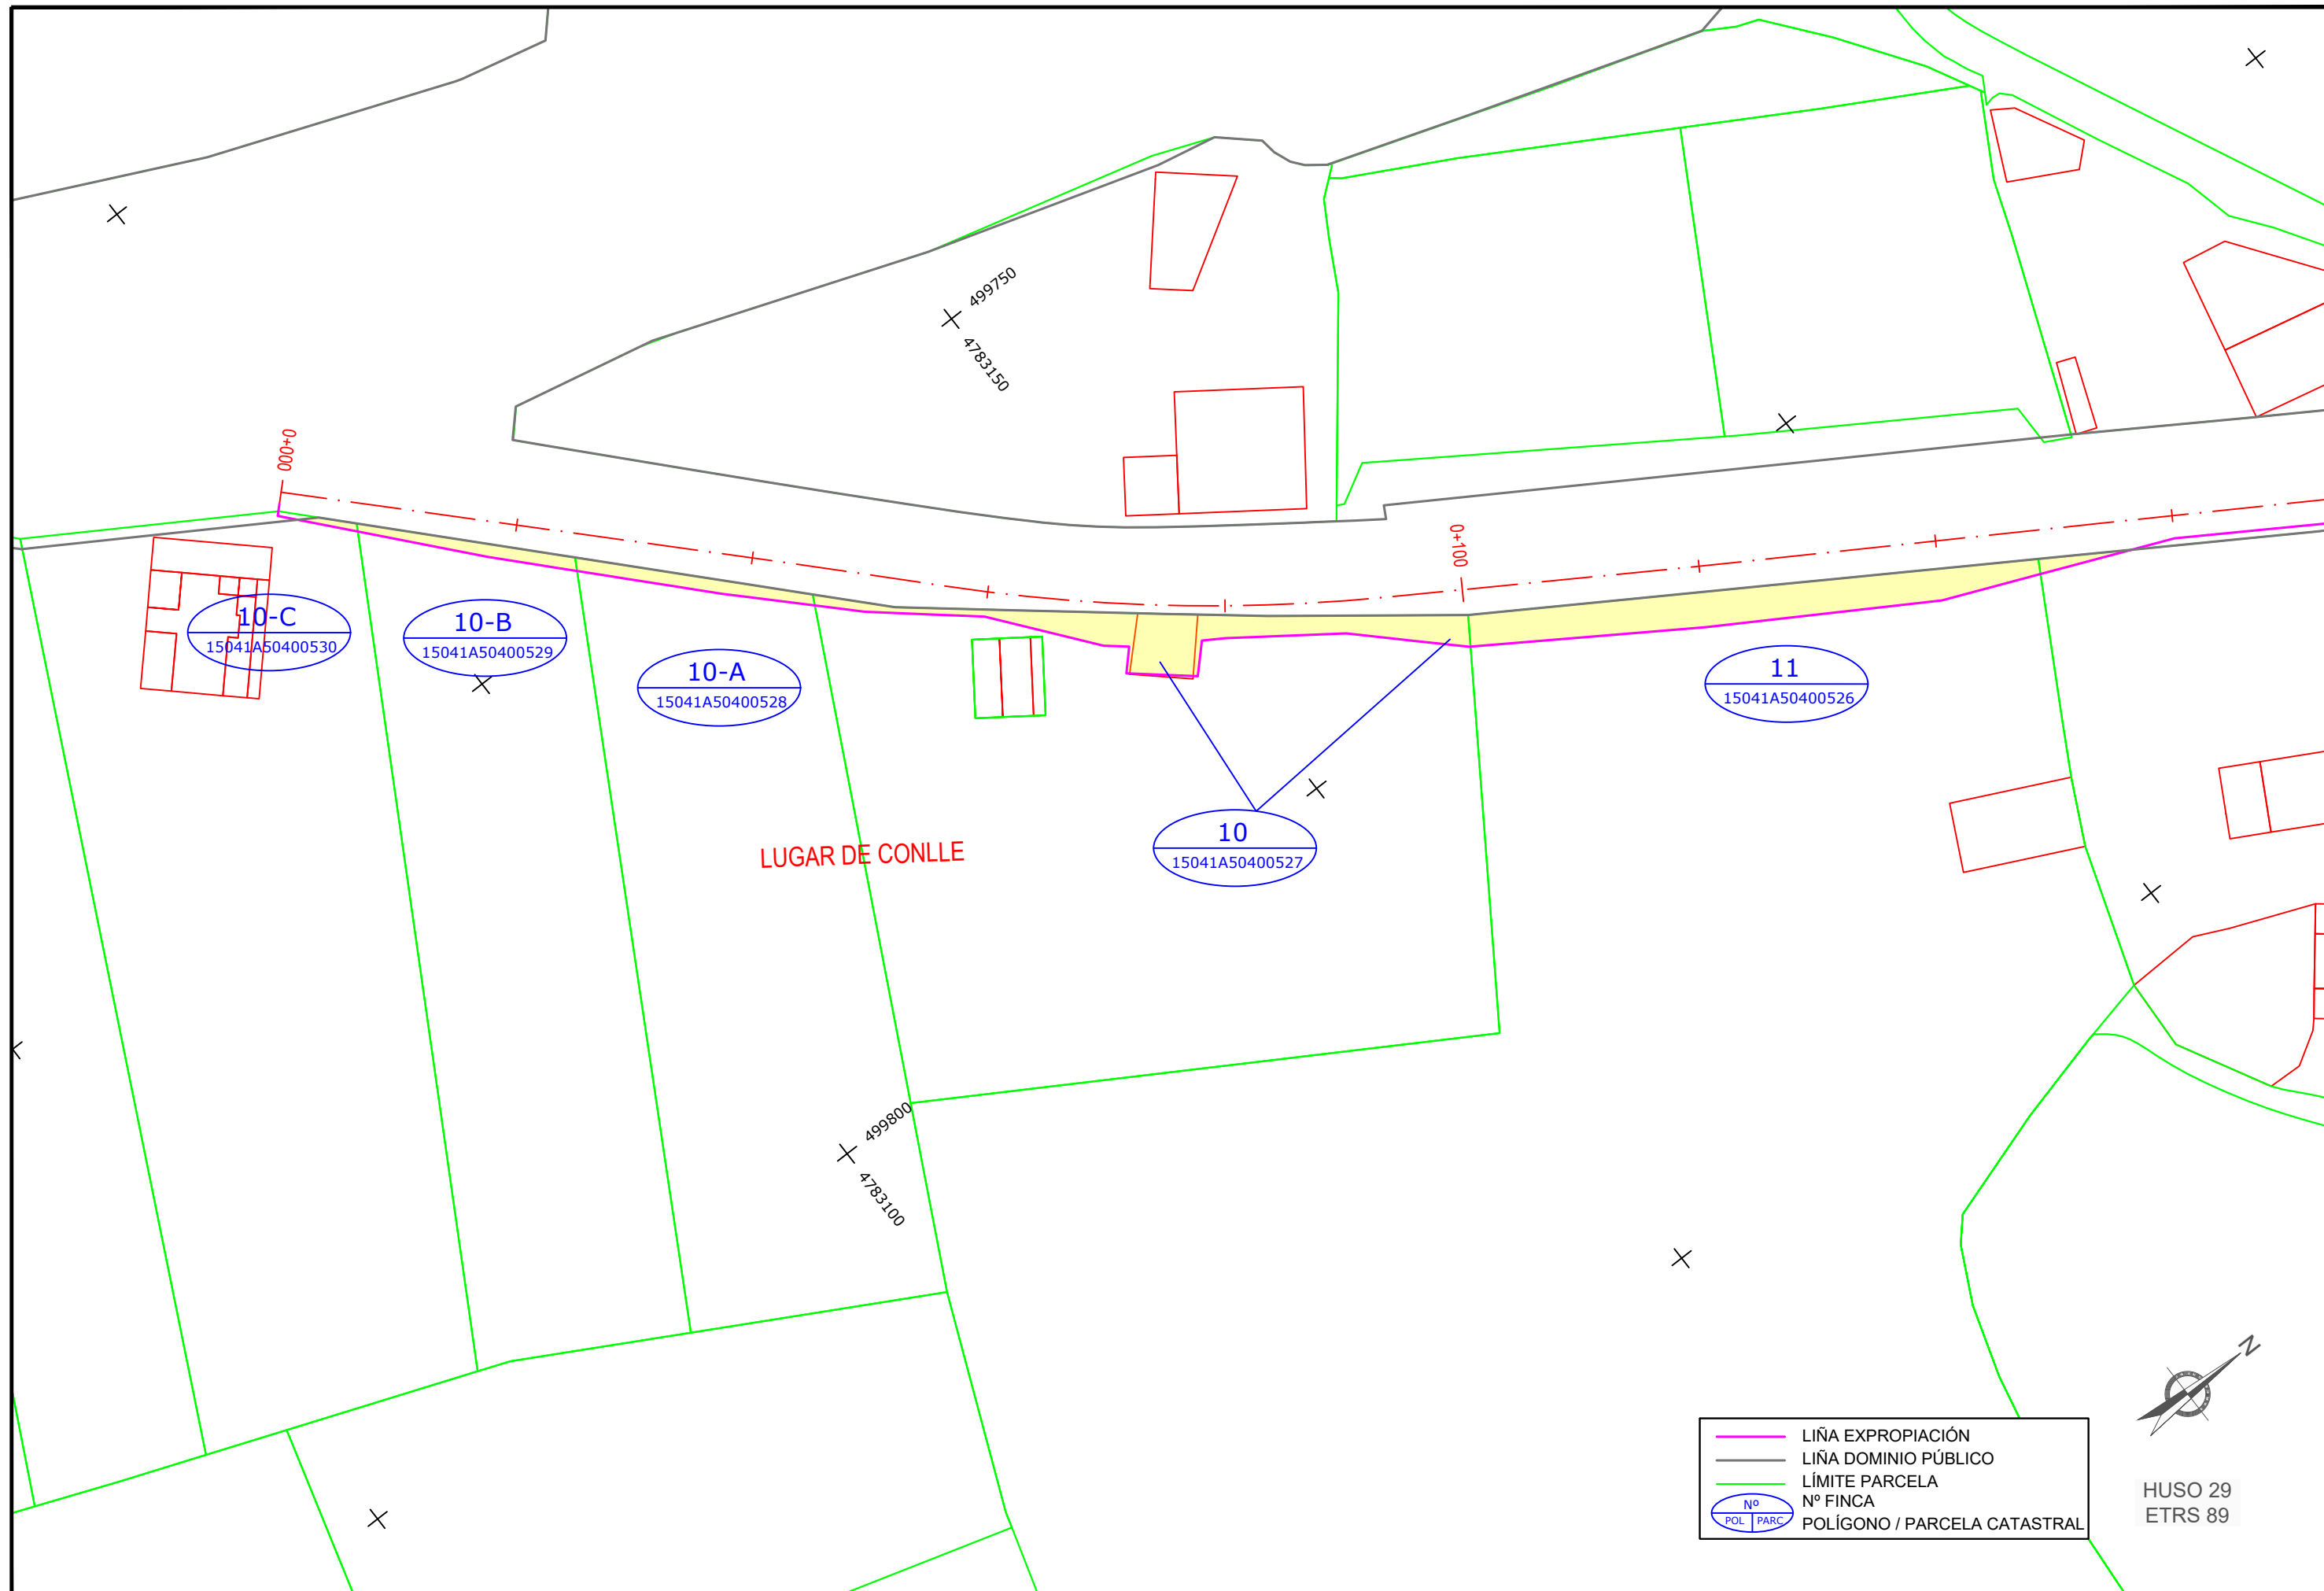 499750
4783150
0+000
0+100
10-C
15041A50400530
10-B
15041A50400529
10-A
15041A50400528
11
15041A50400526
10
15041A50400527
LUGAR DE CONLLE
499800
4783100
N
LIÑA EXPROPIACIÓN
LIÑA DOMINIO PÚBLICO
LÍMITE PARCELA
Nº
POL PARC
Nº FINCA
POLÍGONO / PARCELA CATASTRAL
HUSO 29
ETRS 89